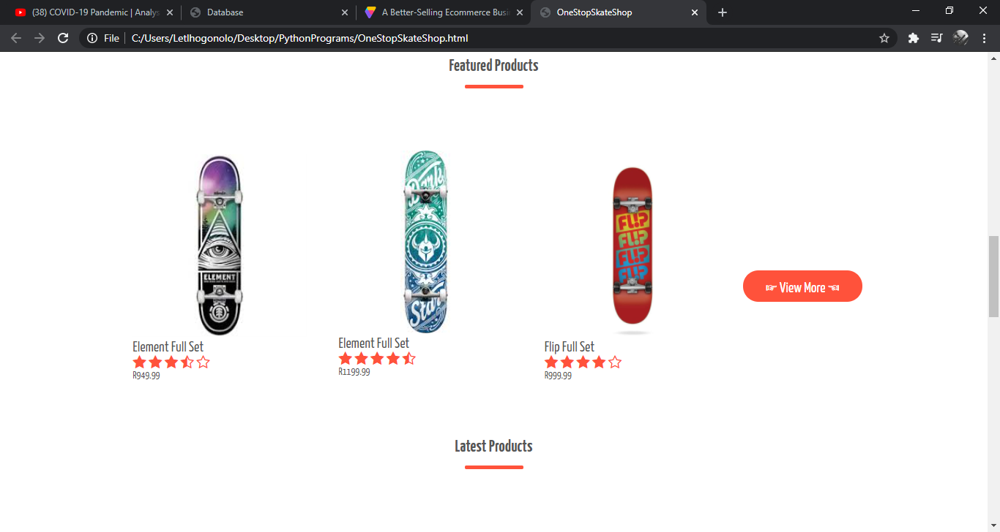 (38) COVID-19 Pandemic | Analys
Database
A Better-Selling Ecommerce Busi
OneStopSkateShop
File
C:/Users/Letlhogonolo/Desktop/PythonPrograms/OneStopSkateShop.html
Featured Products
ELEMENT
Dark
Star
FLIP
FLIP
FLIP
FLIP
☞ View More ☜
Element Full Set
R949.99
Element Full Set
R1199.99
Flip Full Set
R999.99
Latest Products